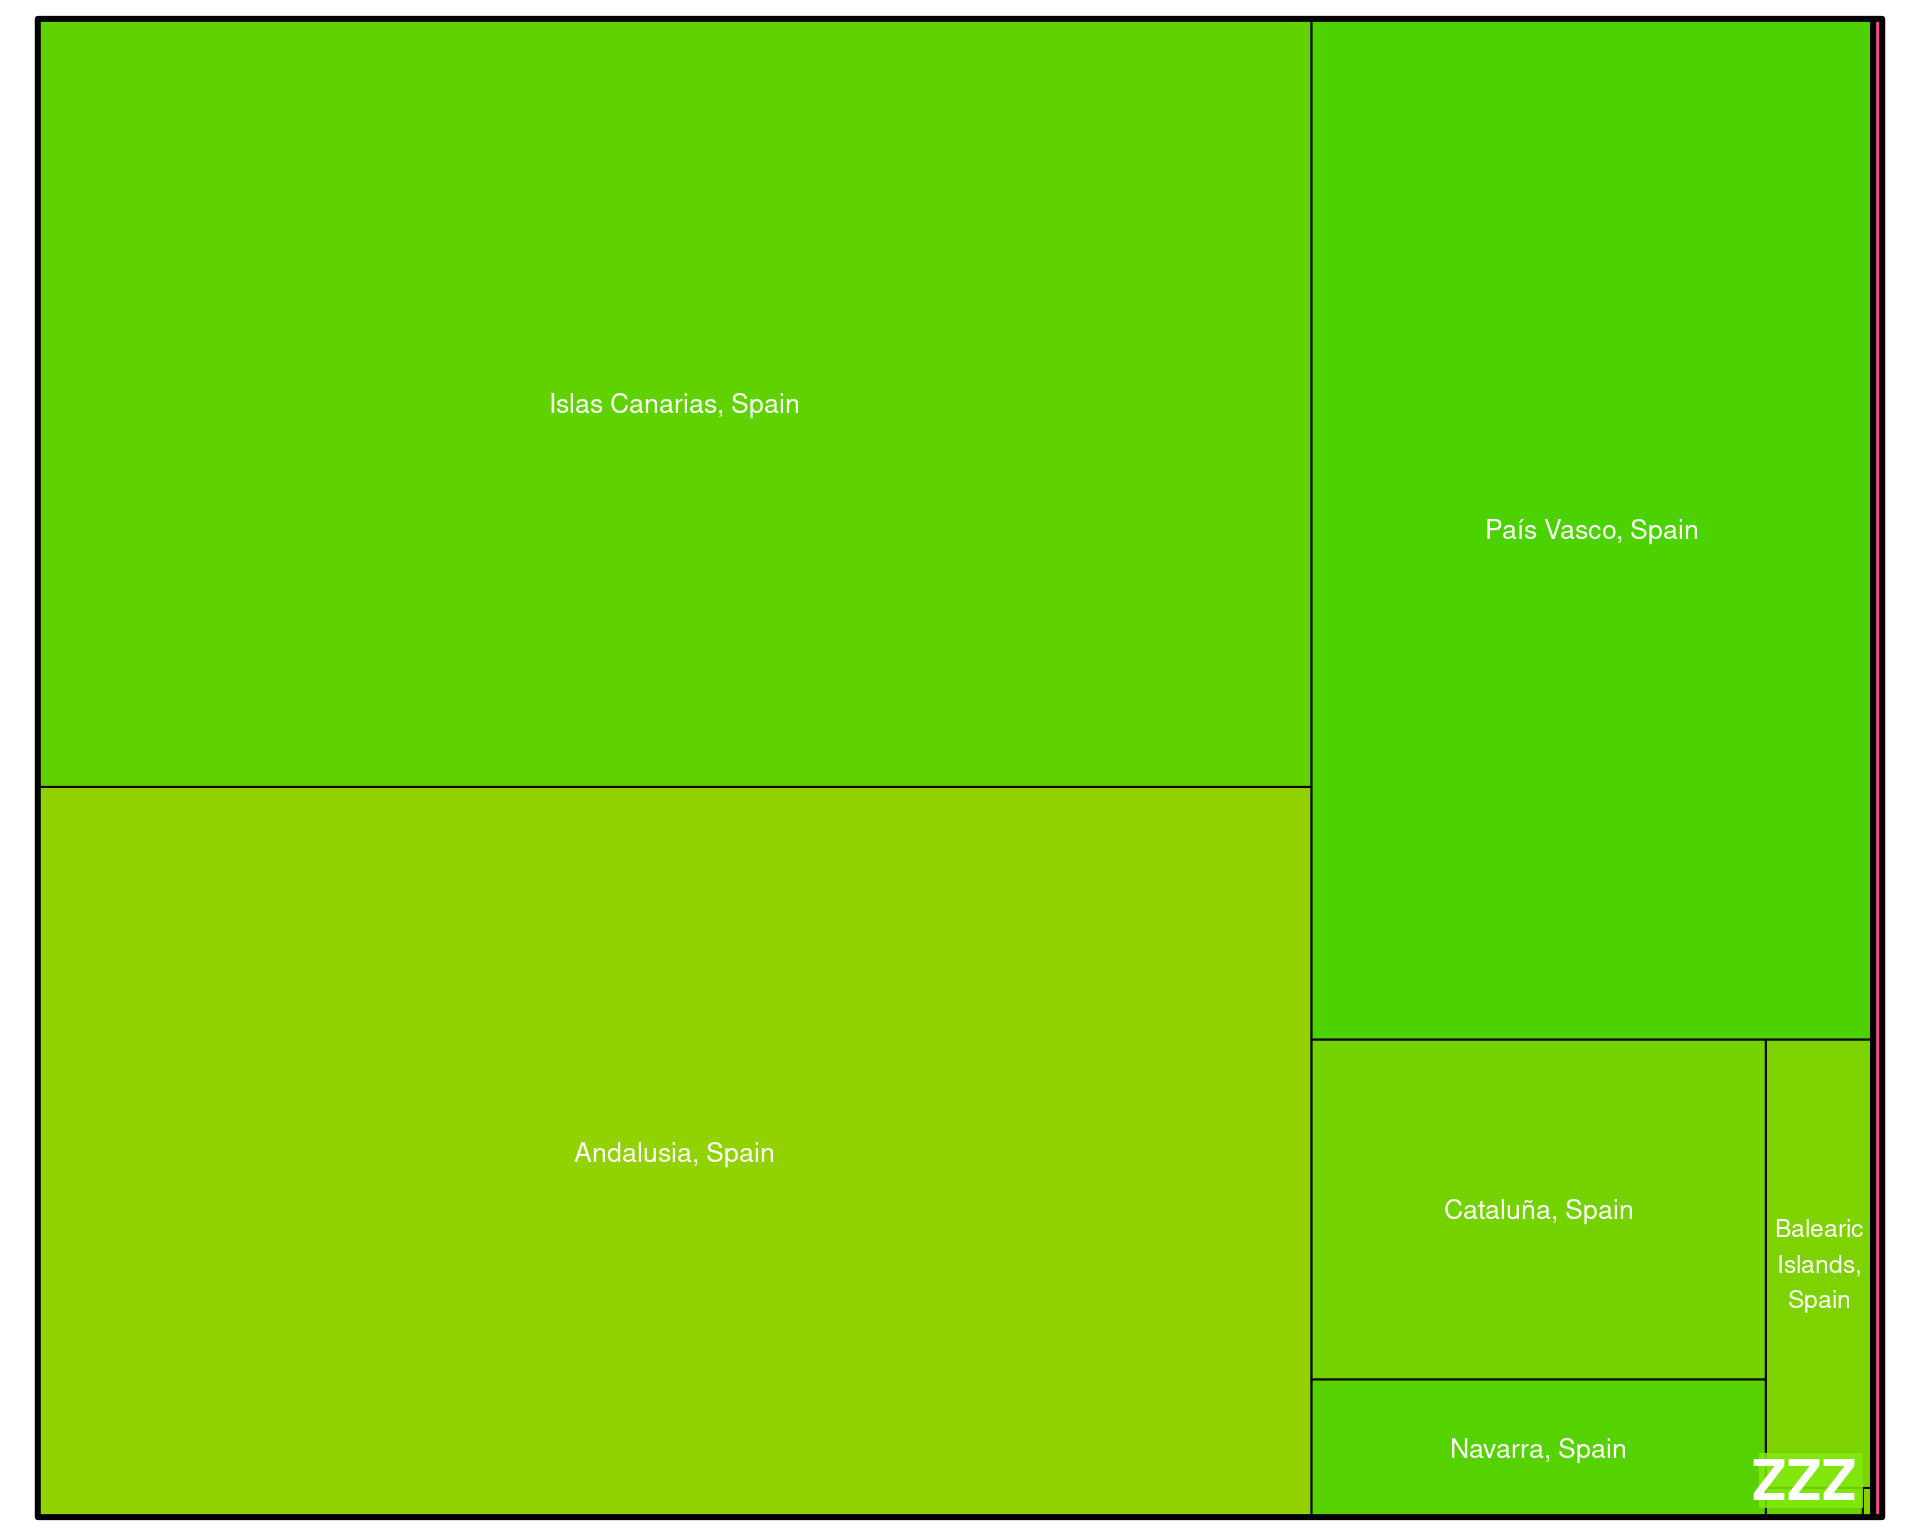 Islas Canarias, Spain
País Vasco, Spain
Andalusia, Spain
Cataluña, Spain
Balearic
Islands,
Spain
Navarra, Spain
ZZZ